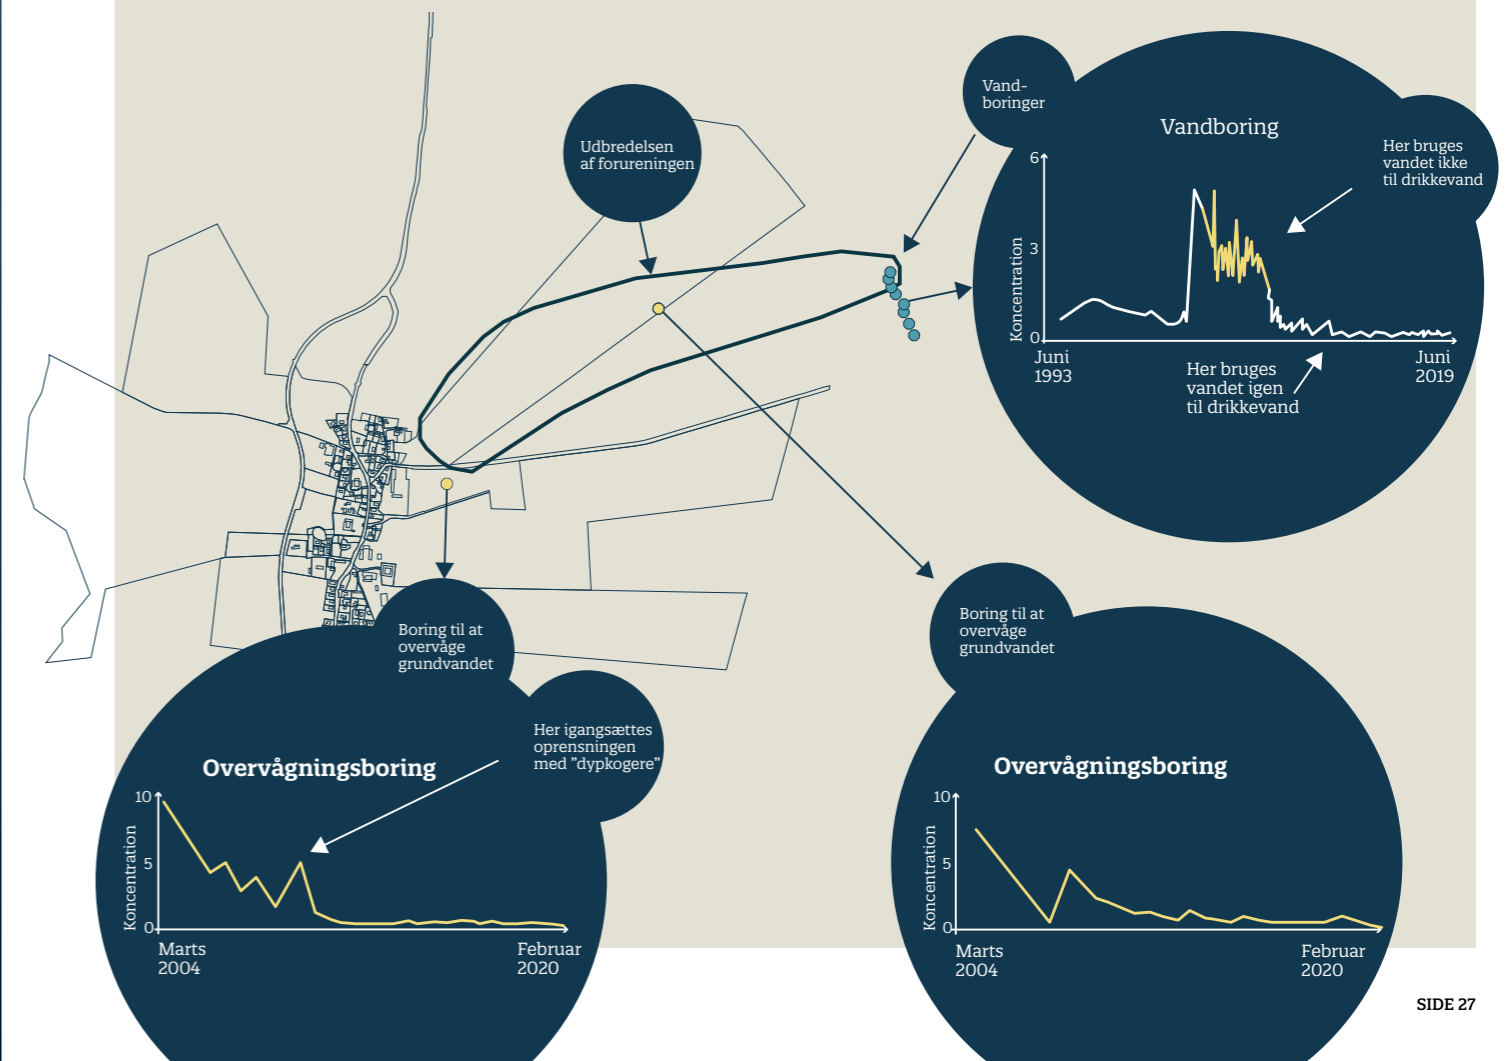 Vand-
boringer
Udbredelsen
af forureningen
Vandboring
Her bruges
vandet ikke
til drikkevand
6
3
0
Koncentration
Juni
1993
Juni
2019
Her bruges
vandet igen
til drikkevand
Boring til at
overvåge
grundvandet
Her igangsættes
oprensningen
med ”dypkogere”
Overvågningsboring
10
5
0
Koncentration
Marts
2004
Februar
2020
Boring til at
overvåge
grundvandet
Overvågningsboring
10
5
0
Koncentration
Marts
2004
Februar
2020
SIDE 27